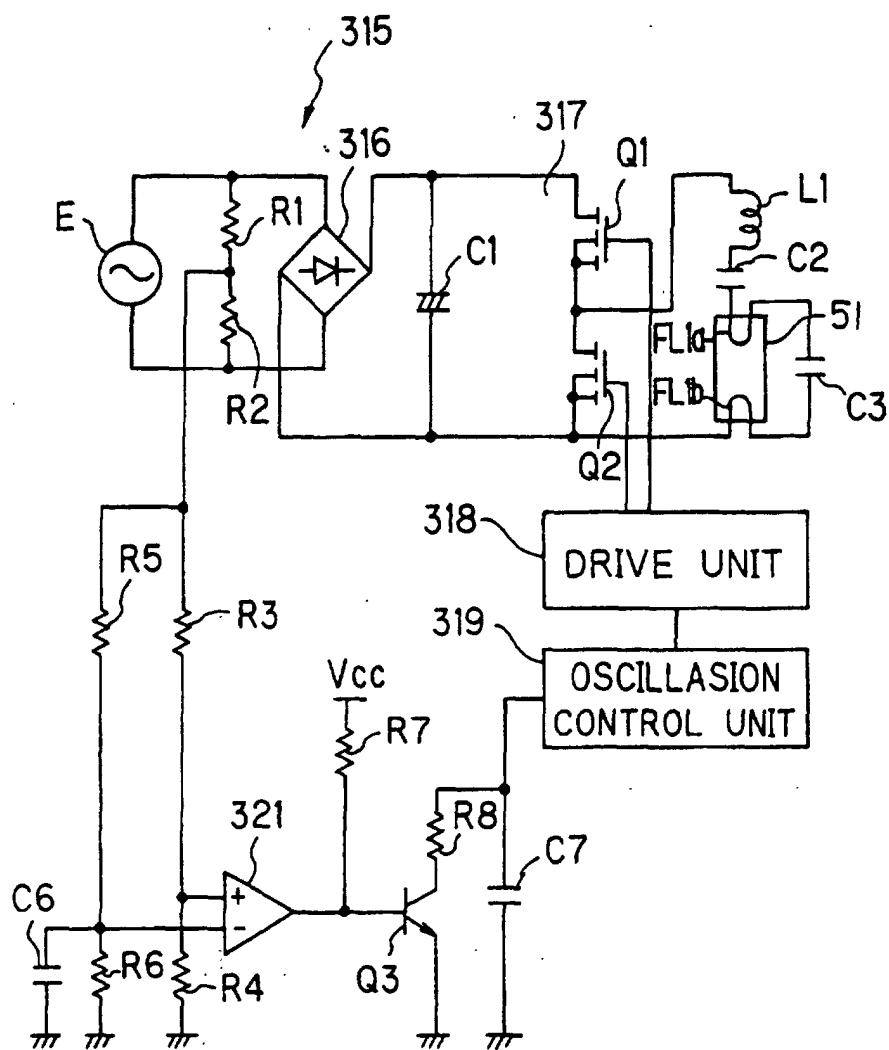 315
316
317
Q1
L1
E
R1
C1
C2
51
FL1a
FL1b
R2
C3
Q2
318
DRIVE UNIT
R5
R3
319
OSCILLASION
CONTROL UNIT
Vcc
R7
321
R8
C7
+
-
C6
R6
R4
Q3